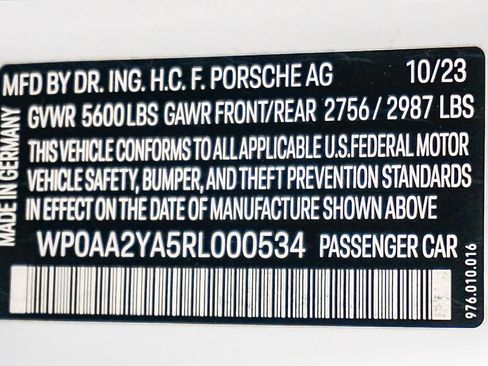 MFD BY DR. ING. H.C. F. PORSCHE AG 10/23
GVWR 5600LBS GAWR FRONT/REAR 2756 / 2987 LBS
THIS VEHICLE CONFORMS TO ALL APPLICABLE U.S.FEDERAL MOTOR
VEHICLE SAFETY, BUMPER, AND THEFT PREVENTION STANDARDS
IN EFFECT ON THE DATE OF MANUFACTURE SHOWN ABOVE
WP0AA2YA5RL000534 PASSENGER CAR
MADE IN GERMANY
976.010.016